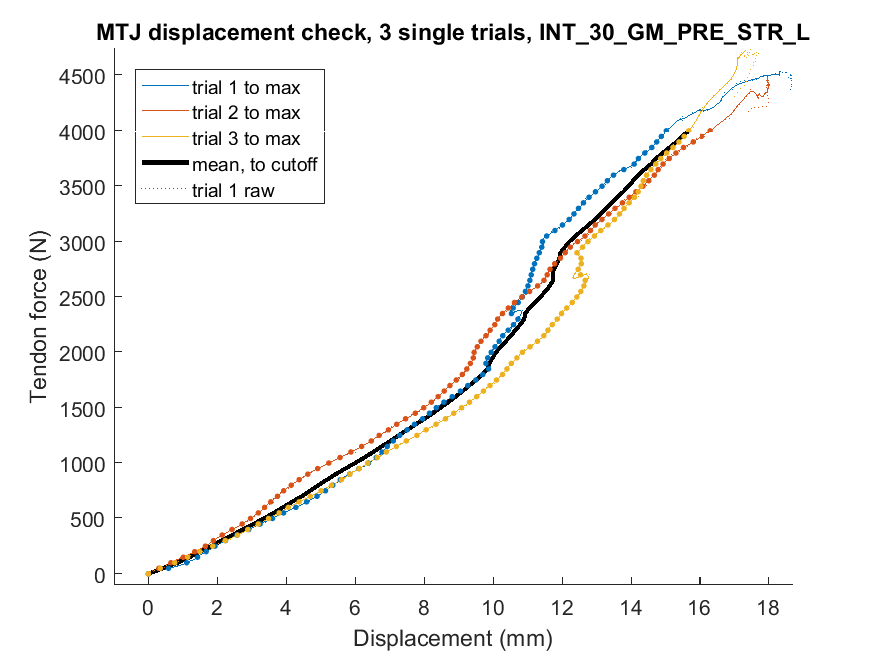 MTJ displacement check, 3 single trials, INT_30_GM_PRE_STR_L
4500
4000
3500
3000
2500
2000
1500
1000
500
0
Tendon force (N)
trial 1 to max
trial 2 to max
trial 3 to max
mean, to cutoff
trial 1 raw
0 2 4 6 8 10 12 14 16 18
Displacement (mm)